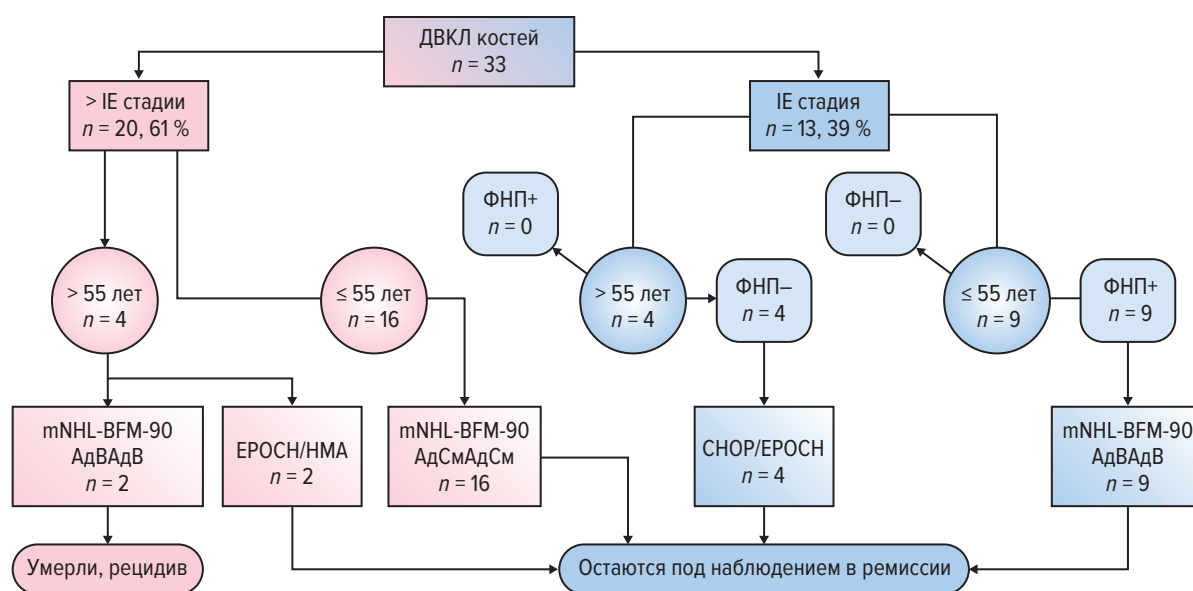 ДВКЛ костей
n = 33
> IE стадии
n = 20, 61 %
IE стадия
n = 13, 39 %
ФНП+
n = 0
ФНП–
n = 0
> 55 лет
n = 4
≤ 55 лет
n = 16
> 55 лет
n = 4
ФНП–
n = 4
≤ 55 лет
n = 9
ФНП+
n = 9
mNHL-BFM-90
АдВАдВ
n = 2
EPOCH/HMA
n = 2
mNHL-BFM-90
АдСмАдСм
n = 16
CHOP/EPOCH
n = 4
mNHL-BFM-90
АдВАдВ
n = 9
Умерли, рецидив
Остаются под наблюдением в ремиссии